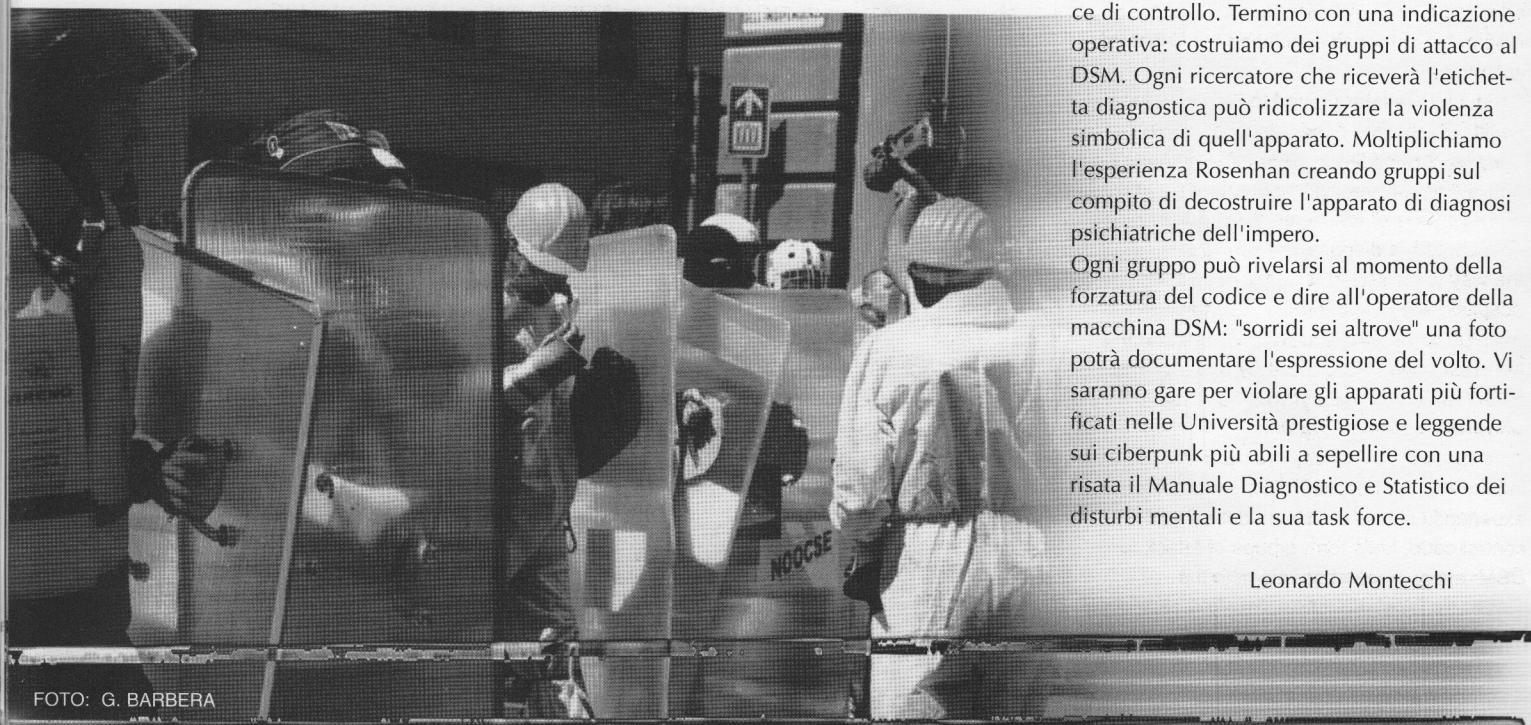 ce di controllo. Termino con una indicazione
operativa: costruiamo dei gruppi di attacco al
DSM. Ogni ricercatore che riceverà l'etichet-
ta diagnostica può ridicolizzare la violenza
simbolica di quell'apparato. Moltiplichiamo
l'esperienza Rosenhan creando gruppi sul
compito di decostruire l'apparato di diagnosi
psichiatriche dell'impero.
Ogni gruppo può rivelarsi al momento della
forzatura del codice e dire all'operatore della
macchina DSM: "sorridi sei altrove" una foto
potrà documentare l'espressione del volto. Vi
saranno gare per violare gli apparati più forti-
ficati nelle Università prestigiose e leggende
sui ciberpunk più abili a sepellire con una
risata il Manuale Diagnostico e Statistico dei
disturbi mentali e la sua task force.
Leonardo Montecchi
NOOCSE
FOTO: G. BARBERA